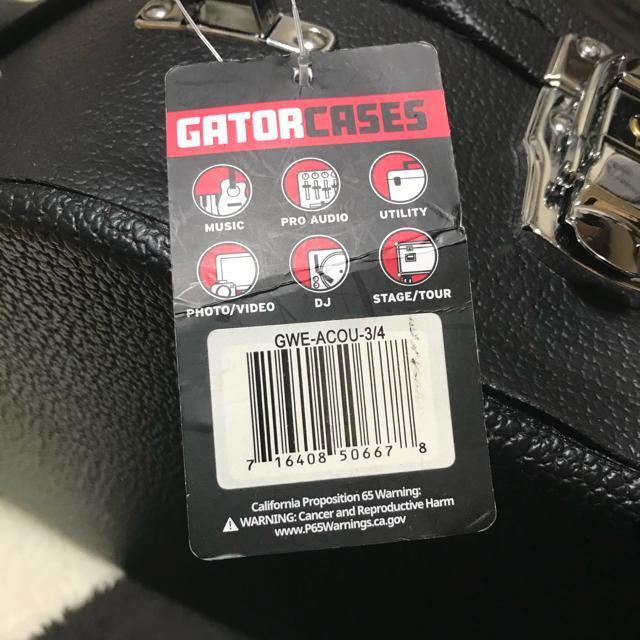 GATORCASES
MUSIC
PRO AUDIO
UTILITY
PHOTO/VIDEO
DJ
STAGE/TOUR
GWE-ACOU-3/4
7 16408 50667 8
California Proposition 65 Warning:
⚠ WARNING: Cancer and Reproductive Harm
www.P65Warnings.ca.gov